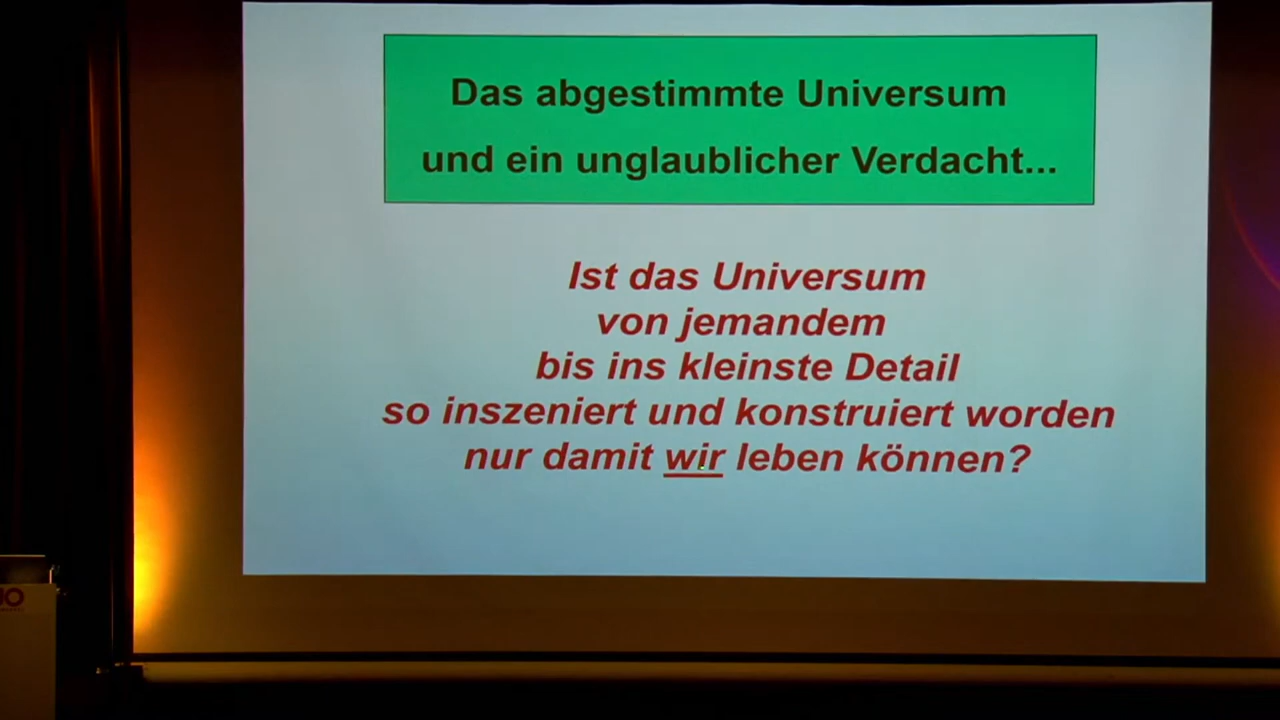 Das abgestimmte Universum
und ein unglaublicher Verdacht...
Ist das Universum
von jemandem
bis ins kleinste Detail
so inszeniert und konstruiert worden
nur damit wir leben können?